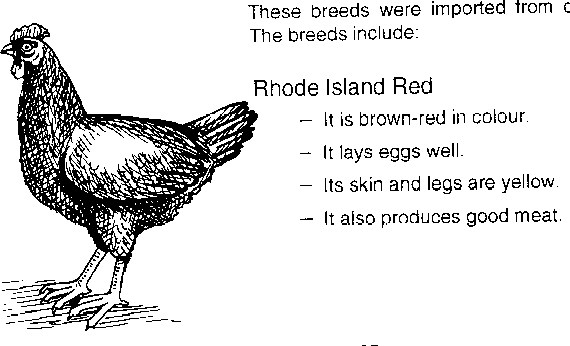 These breeds were imported from
The breeds include:
Rhode Island Red
– It is brown-red in colour.
– It lays eggs well.
– Its skin and legs are yellow.
– It also produces good meat.